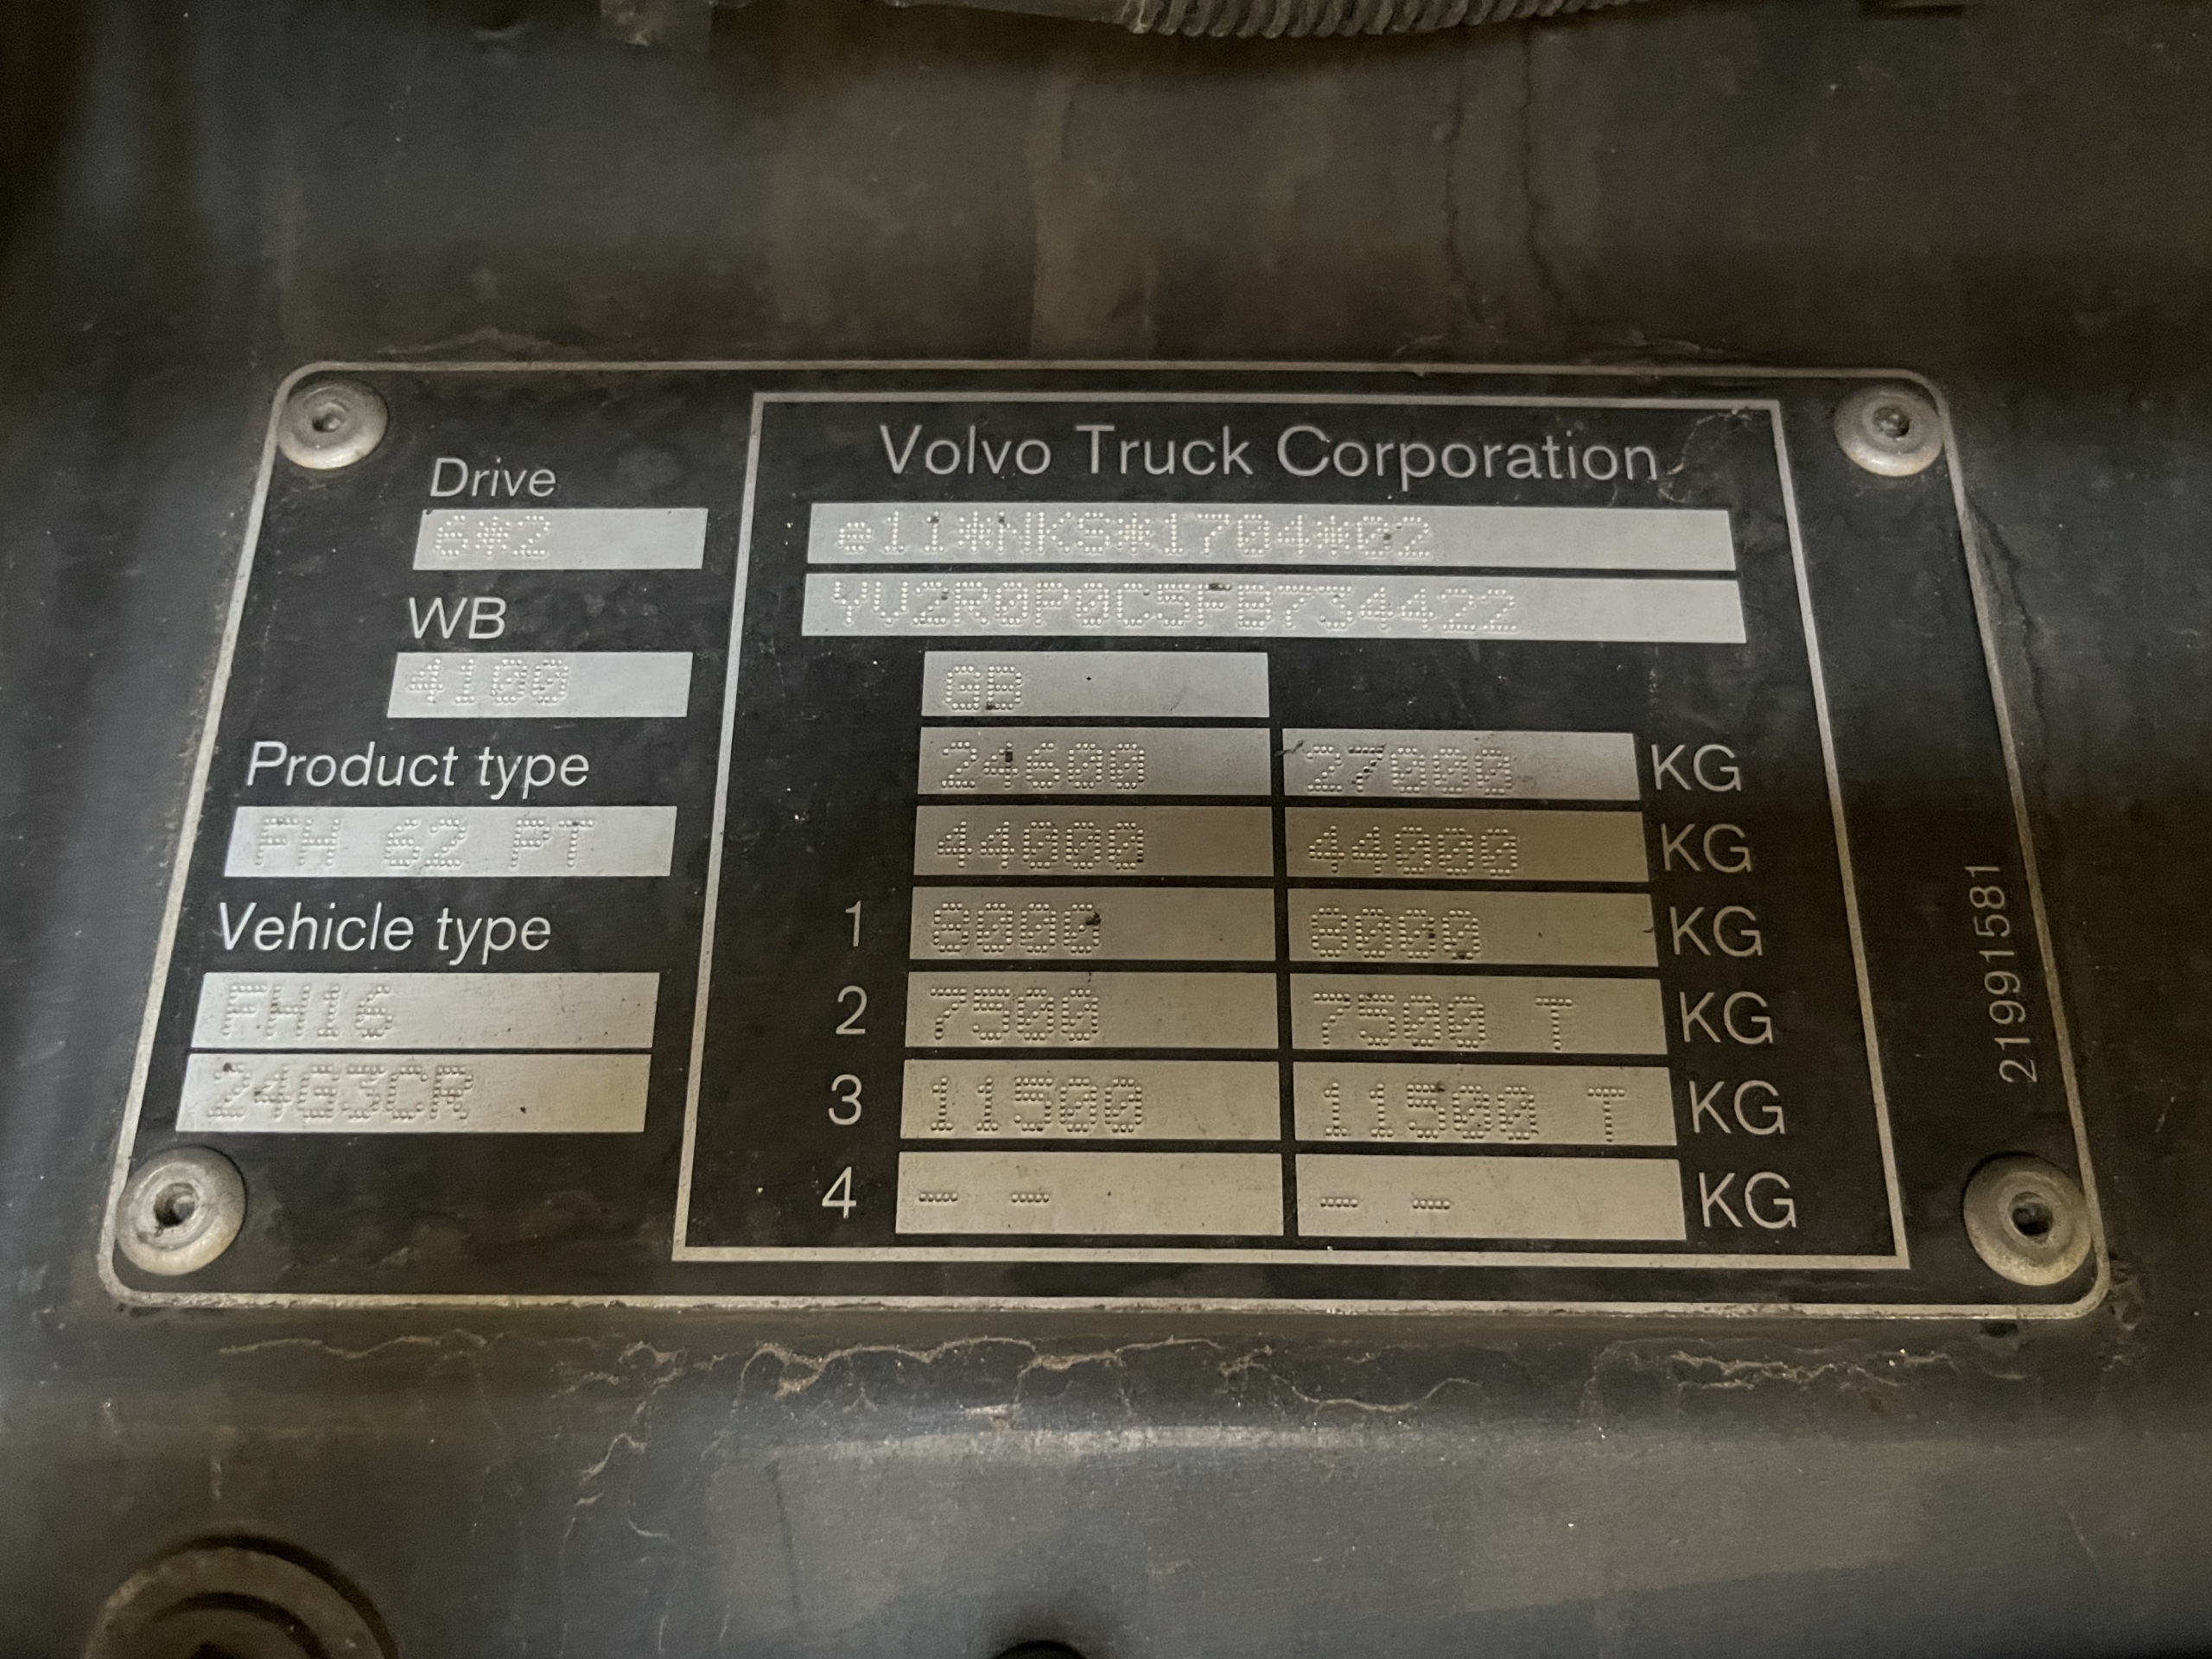 Volvo Truck Corporation
Drive
6*2
WB
4100
Product type
FH 62 PT
Vehicle type
FH16
24G3CR
e11*NKS*1704*02
YV2R0P0C5FB734422
GB
24600 27000 KG
44000 44000 KG
1 8000 8000 KG
2 7500 7500 T KG
3 11500 11500 T KG
4 - - - - KG
21991581